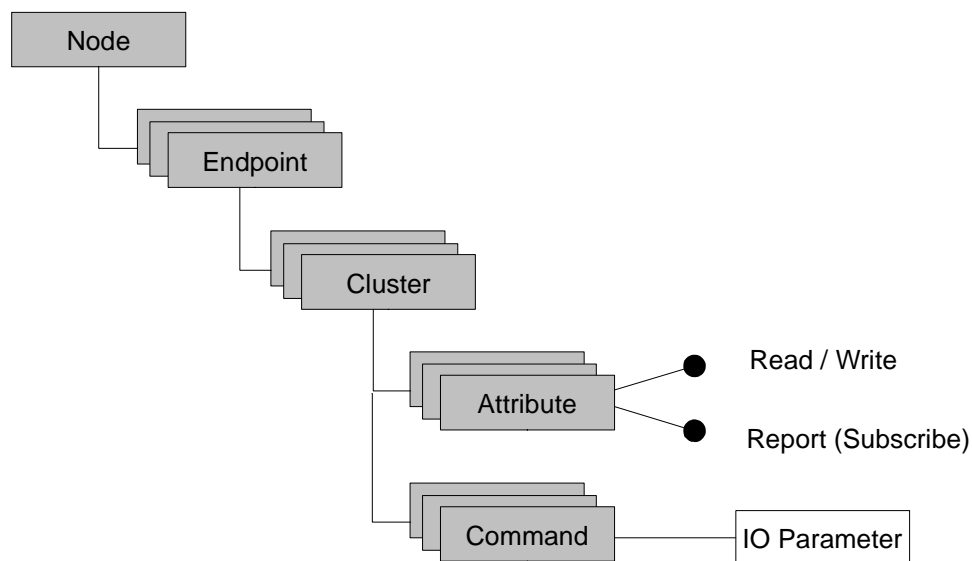 Node
Endpoint
Cluster
Attribute
Read / Write
Report (Subscribe)
Command
IO Parameter